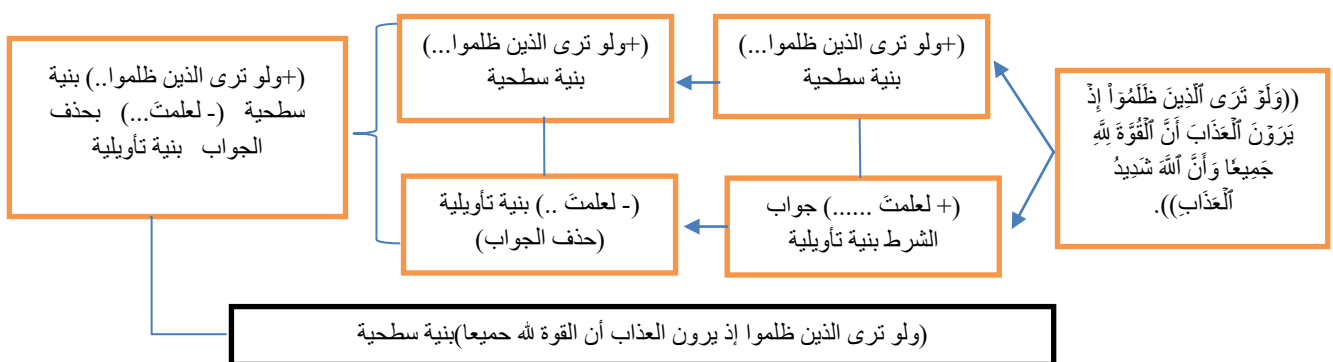 ((وَلَوۡ تَرَى ٱلَّذِينَ ظَلَمُوٓاْ إِذۡ
يَرَوۡنَ ٱلۡعَذَابَ أَنَّ ٱلۡقُوَّةَ لِلَّهِ
جَمِيعٗا وَأَنَّ ٱللَّهَ شَدِيدُ
ٱلۡعَذَابِ)).
(+ولو ترى الذين ظلموا...)
بنية سطحية
(+ لعلمتَ ......) جواب
الشرط بنية تأويلية
(+ولو ترى الذين ظلموا...)
بنية سطحية
(- لعلمتَ ..) بنية تأويلية
(حذف الجواب)
(+ولو ترى الذين ظلموا..) بنية
سطحية (- لعلمتَ...) بحذف
الجواب بنية تأويلية
(ولو ترى الذين ظلموا إذ يرون العذاب أن القوة لله حميعا)بنية سطحية